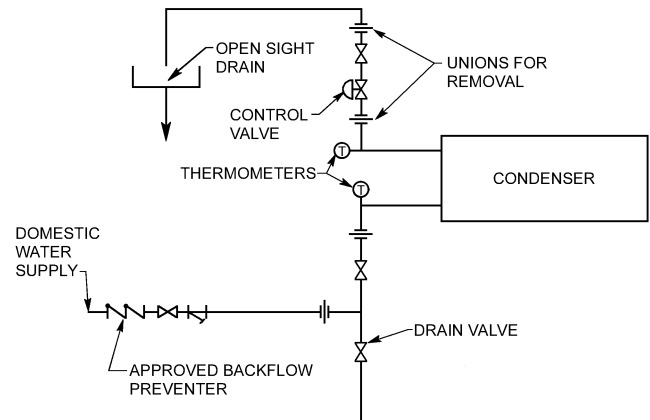 OPEN SIGHT
DRAIN
UNIONS FOR
REMOVAL
CONTROL
VALVE
T
THERMOMETERS
T
CONDENSER
DOMESTIC
WATER
SUPPLY
DRAIN VALVE
APPROVED BACKFLOW
PREVENTER